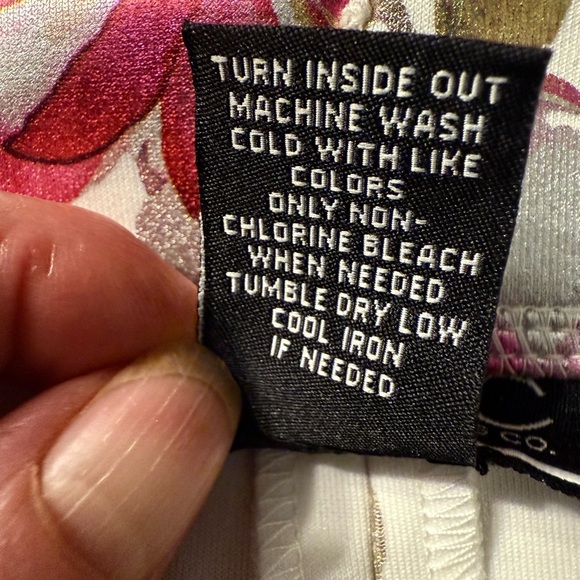 TURN INSIDE OUT
MACHINE WASH
COLD WITH LIKE
COLORS
ONLY NON-
CHLORINE BLEACH
WHEN NEEDED
TUMBLE DRY LOW
COOL IRON
IF NEEDED
CO.